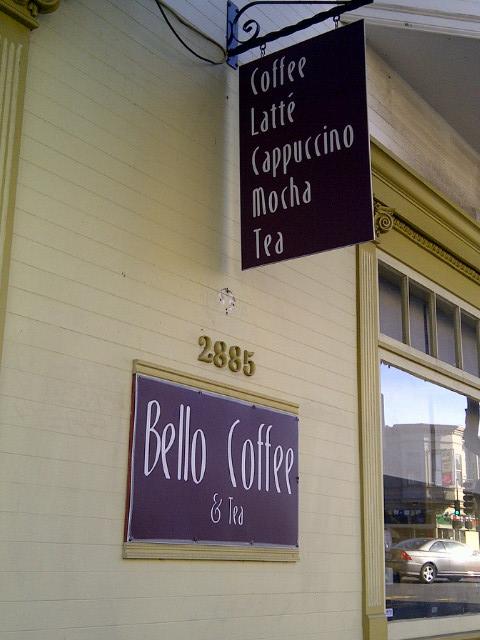 Coffee
Latté
Cappuccino
Mocha
Tea
2885
Bello Coffee
& Tea